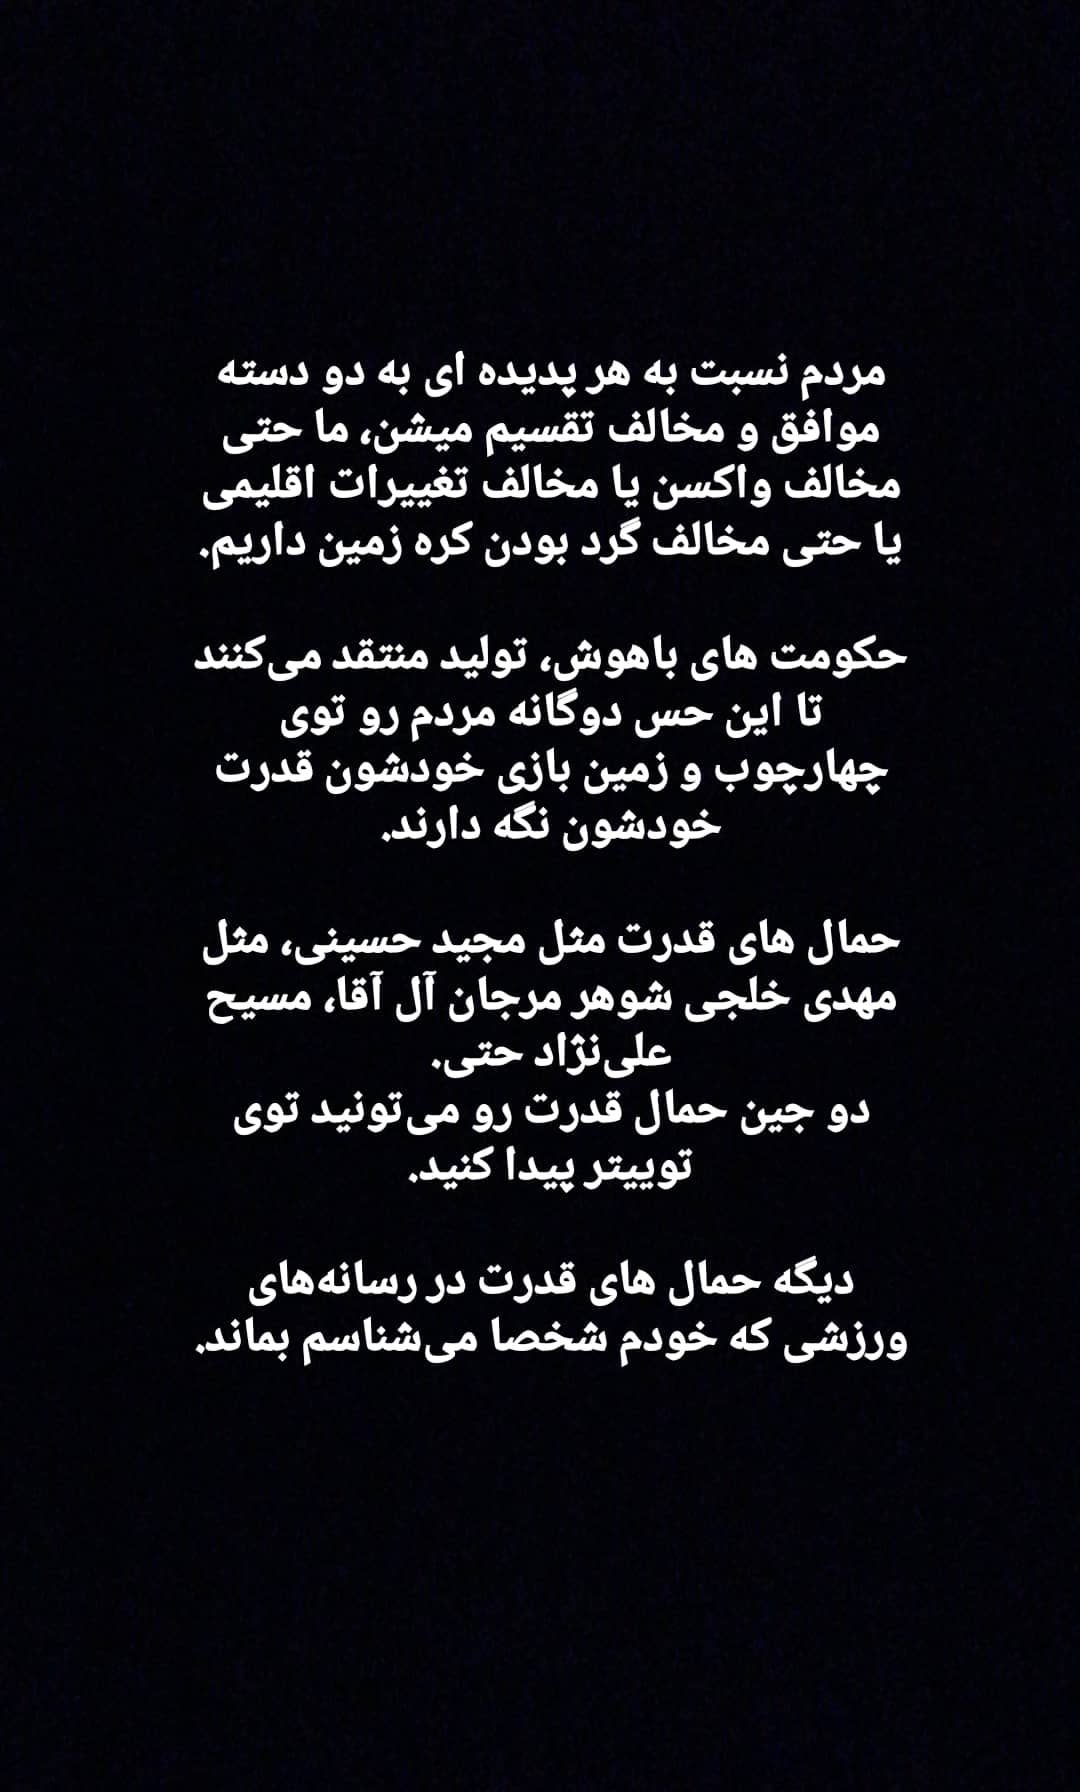 مردم نسبت به هر پدیده ای به دو دسته
موافق و مخالف تقسیم میشن، ما حتی
مخالف واکسن یا مخالف تغییرات اقلیمی
یا حتی مخالف گرد بودن کره زمین داریم.
حکومت های باهوش، تولید منتقد می‌کنند
تا این حس دوگانه مردم رو توی
چهارچوب و زمین بازی خودشون قدرت
خودشون نگه دارند.
حمال های قدرت مثل مجید حسینی، مثل
مهدی خلجی شوهر مرجان آل آقا، مسیح
علی‌نژاد حتی.
دو جین حمال قدرت رو می‌تونید توی
توییتر پیدا کنید.
دیگه حمال های قدرت در رسانه‌های
ورزشی که خودم شخصا می‌شناسم بماند.